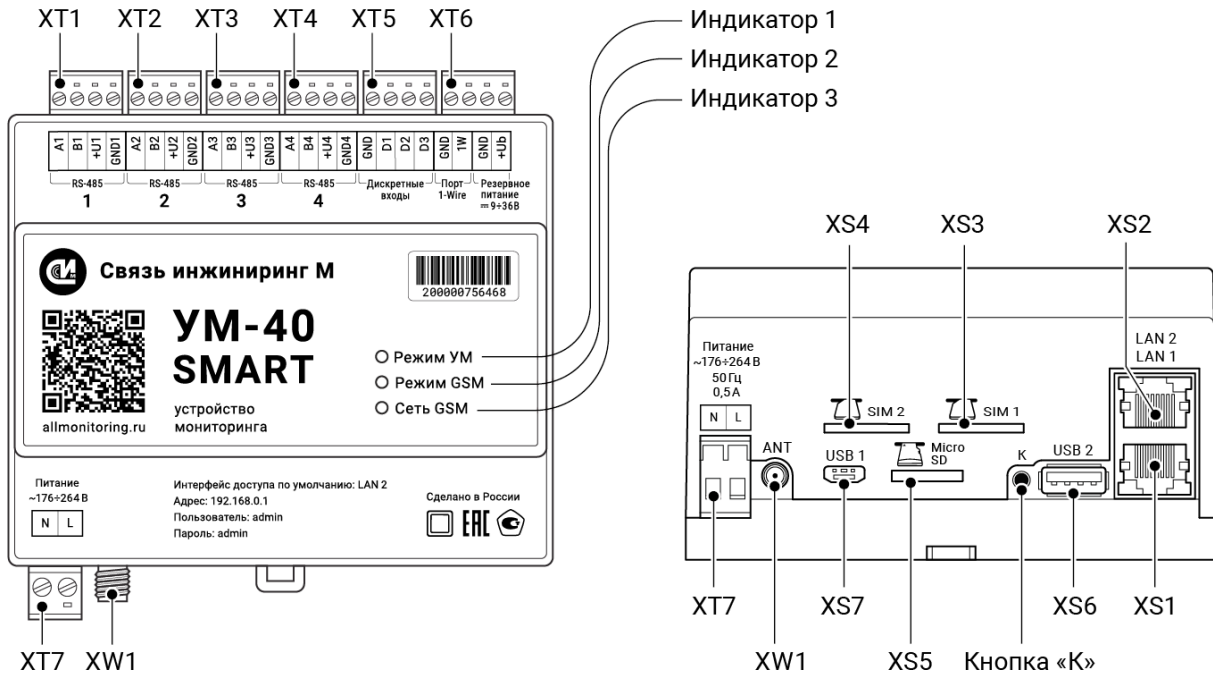 XT1 XT2 XT3 XT4 XT5 XT6
Индикатор 1
Индикатор 2
Индикатор 3
A1 B1 +U1 GND1 A2 B2 +U2 GND2 A3 B3 +U3 GND3 A4 B4 +U4 GND4 GND D1 D2 D3 GND 1W GND +Ub
RS-485 1
RS-485 2
RS-485 3
RS-485 4
Дискретные
входы
Порт
1-Wire
Резервное
питание
⎓ 9÷36В
СИ
Связь инжиниринг М
200000756468
УМ-40
SMART
устройство
мониторинга
allmonitoring.ru
Режим УМ
Режим GSM
Сеть GSM
Питание
~176÷264 В
N L
Интерфейс доступа по умолчанию: LAN 2
Адрес: 192.168.0.1
Пользователь: admin
Пароль: admin
Сделано в России
EAC
XT7 XW1
XS4 XS3 XS2
LAN 2
LAN 1
Питание
~176÷264 В
50 Гц
0,5 А
N L
SIM 2
SIM 1
ANT
USB 1
Micro
SD
К
USB 2
XT7 XS7 XS6 XS1
XW1 XS5 Кнопка «К»